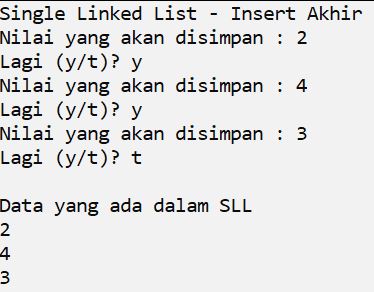 Single Linked List - Insert Akhir
Nilai yang akan disimpan : 2
Lagi (y/t)? y
Nilai yang akan disimpan : 4
Lagi (y/t)? y
Nilai yang akan disimpan : 3
Lagi (y/t)? t
Data yang ada dalam SLL
2
4
3